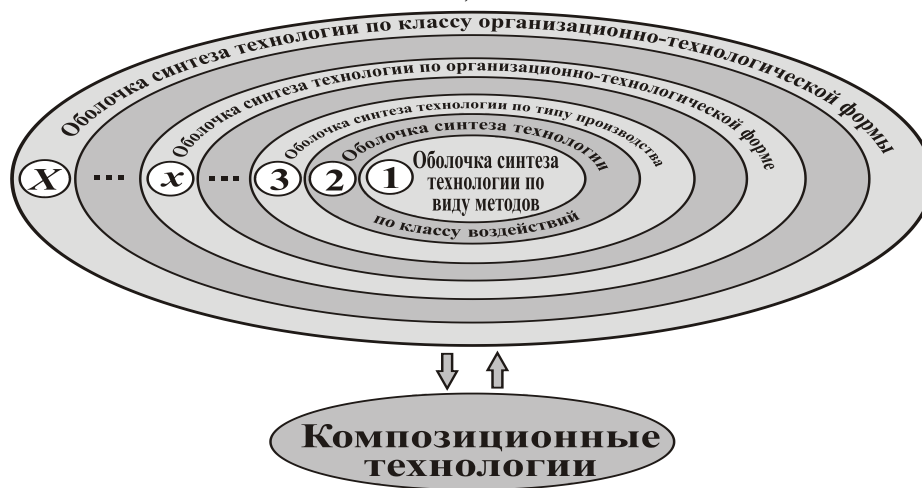 Оболочка синтеза технологии по классу организационно-технологической формы
Оболочка синтеза технологии по организационно-технологической форме
Оболочка синтеза технологии по типу производства
Оболочка синтеза технологии
по классу воздействий
X ... x ... 3 2 1
Оболочка синтеза
технологии по
виду методов
Композиционные
технологии